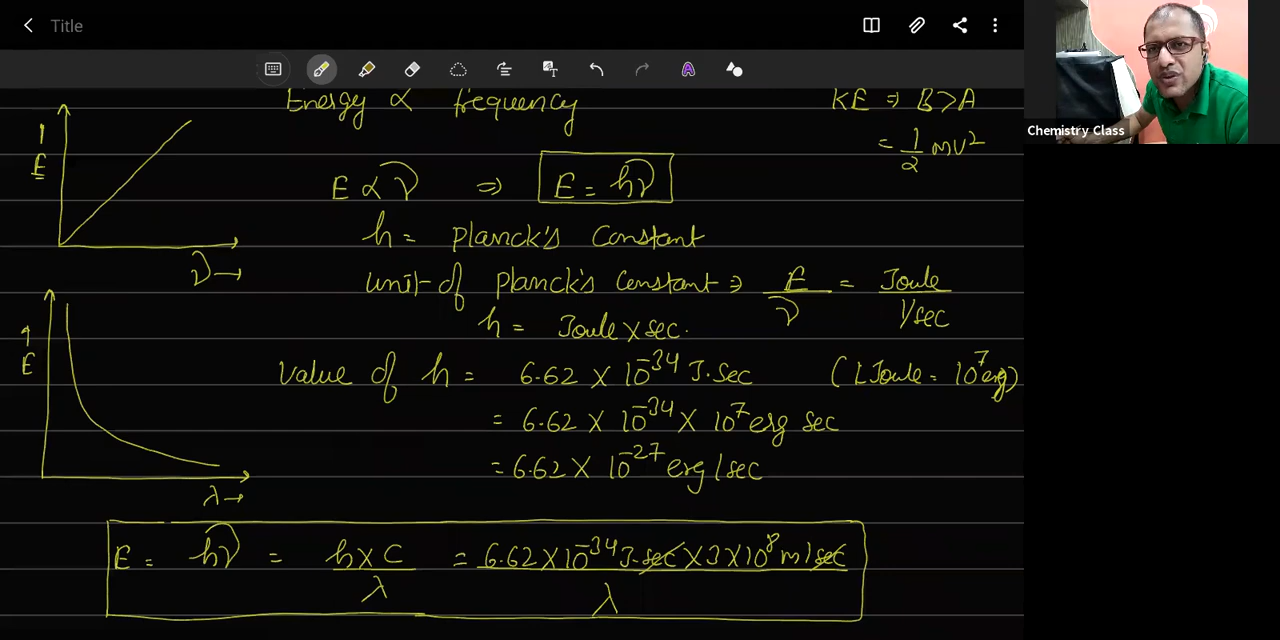 Title
Energy ∝ frequency
KE ⇒ B>A
= 1/2 mv²
Chemistry Class
↑ E
E ∝ ν ⇒ E = hν
h = Planck's Constant
ν →
unit of Planck's Constant ⇒ E/ν = Joule / 1/sec
h = Joule × sec.
↑ E
Value of h = 6.62 × 10⁻³⁴ J. Sec (1 Joule = 10⁷ erg)
= 6.62 × 10⁻³⁴ × 10⁷ erg sec
= 6.62 × 10⁻²⁷ erg/sec
λ →
E = hν = h×C/λ = 6.62×10⁻³⁴ J.sec × 3×10⁸ m/sec / λ